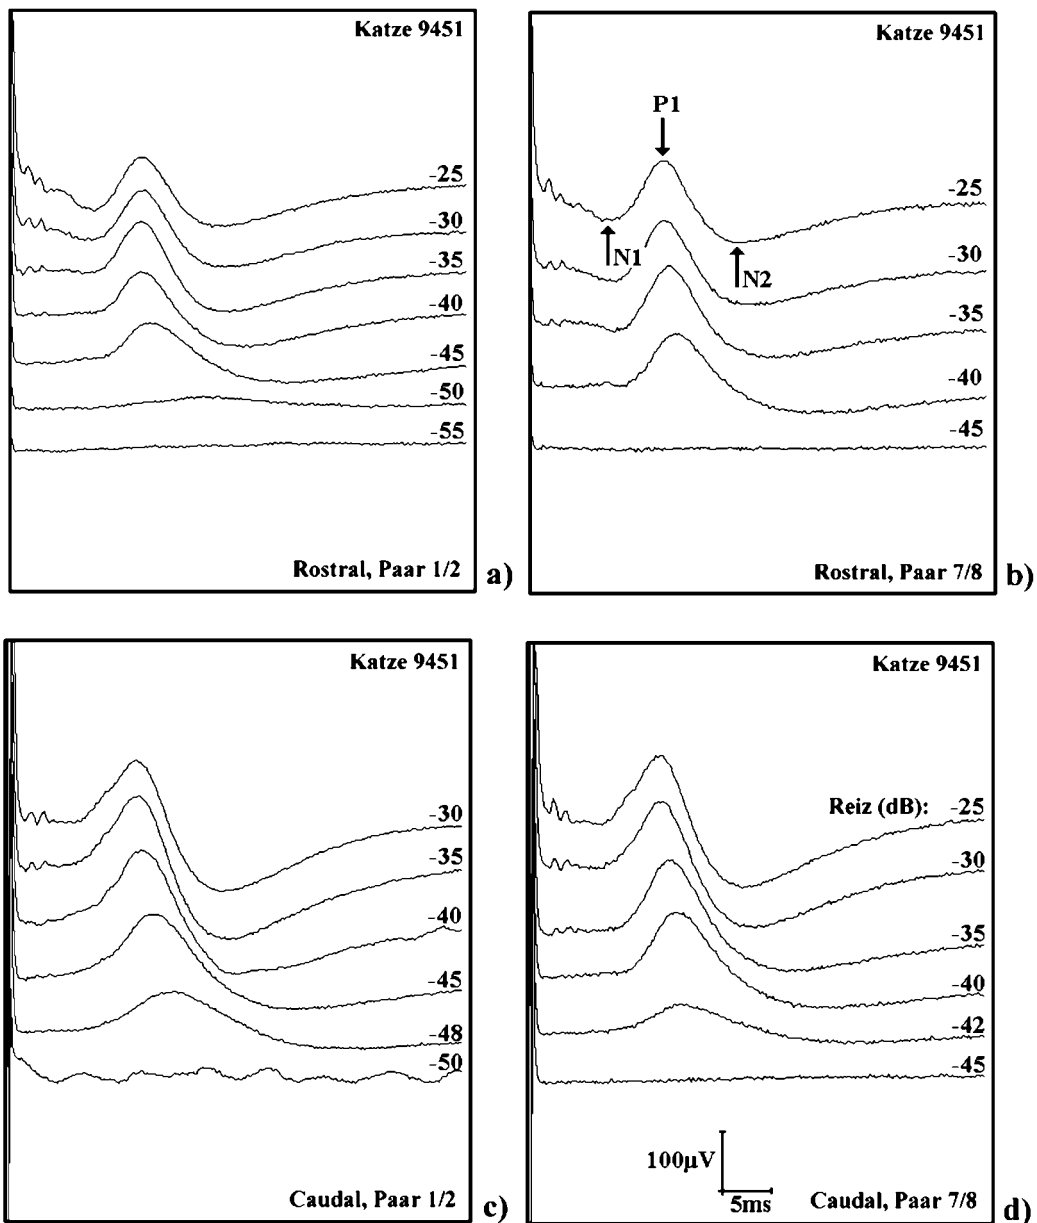 Katze 9451
-25
-30
-35
-40
-45
-50
-55
Rostral, Paar 1/2
a)
Katze 9451
P1
-25
N1
-30
N2
-35
-40
-45
Rostral, Paar 7/8
b)
Katze 9451
-30
-35
-40
-45
-48
-50
Caudal, Paar 1/2
c)
Katze 9451
Reiz (dB): -25
-30
-35
-40
-42
-45
100µV
5ms
Caudal, Paar 7/8
d)